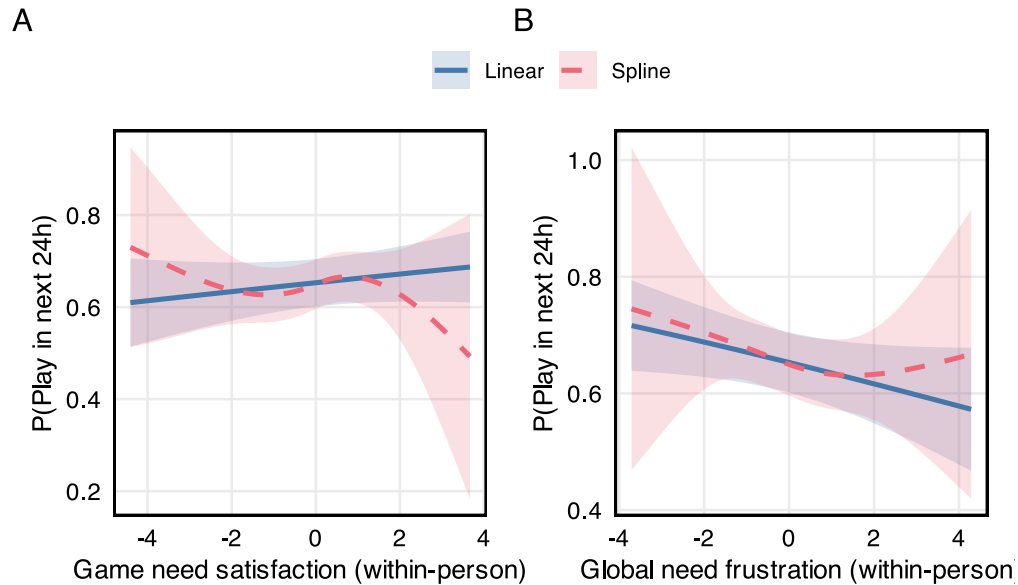 A
B
Linear
Spline
P(Play in next 24h)
0.8
0.6
0.4
0.2
-4
-2
0
2
4
Game need satisfaction (within-person)
P(Play in next 24h)
1.0
0.8
0.6
0.4
-4
-2
0
2
4
Global need frustration (within-person)